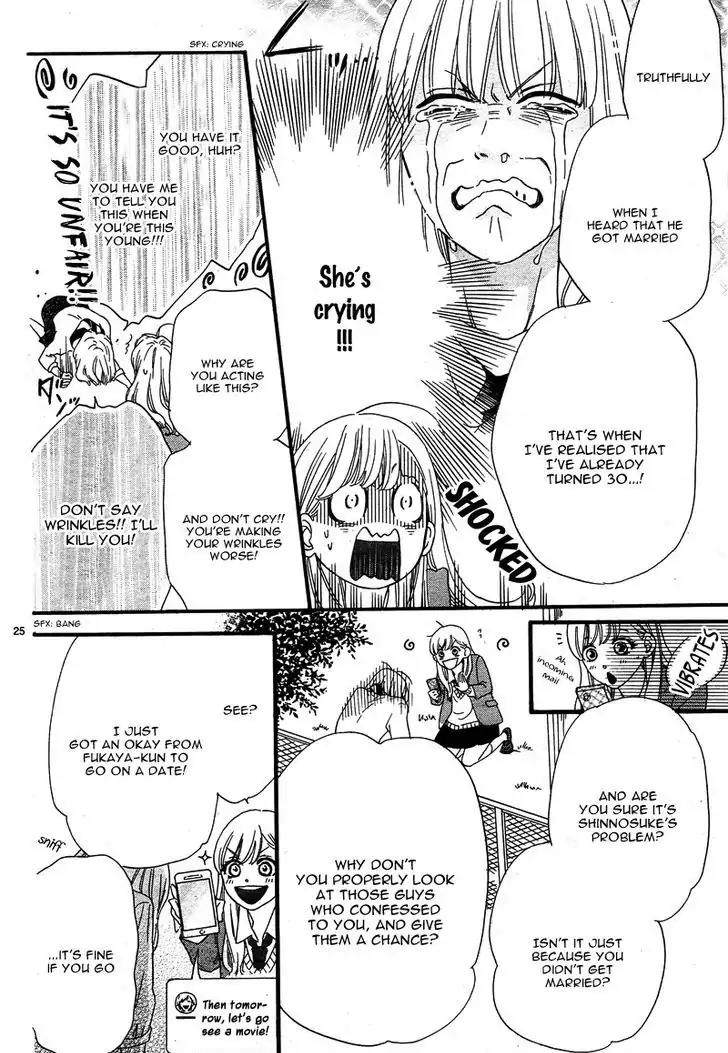 TRUTHFULLY
WHEN I
HEARD THAT HE
GOT MARRIED
THAT'S WHEN
I'VE REALISED THAT
I'VE ALREADY
TURNED 30...!
She's
crying
!!!
SHOCKED
SFX: CRYING
YOU HAVE IT
GOOD, HUH?
YOU HAVE ME
TO TELL YOU
THIS WHEN
YOU'RE THIS
YOUNG!!!
IT'S SO UNFAIR!!
WHY ARE
YOU ACTING
LIKE THIS?
AND DON'T CRY!!
YOU'RE MAKING
YOUR WRINKLES
WORSE!
DON'T SAY
WRINKLES!! I'LL
KILL YOU!
25
SFX: BANG
VIBRATES
Ah,
incoming
mail
AND ARE
YOU SURE IT'S
SHINNOSUKE'S
PROBLEM?
ISN'T IT JUST
BECAUSE YOU
DIDN'T GET
MARRIED?
WHY DON'T
YOU PROPERLY LOOK
AT THOSE GUYS
WHO CONFESSED
TO YOU, AND GIVE
THEM A CHANCE?
SEE?
I JUST
GOT AN OKAY FROM
FUKAYA-KUN TO
GO ON A DATE!
Then tomor-
row, let's go
see a movie!
sniff
...IT'S FINE
IF YOU GO